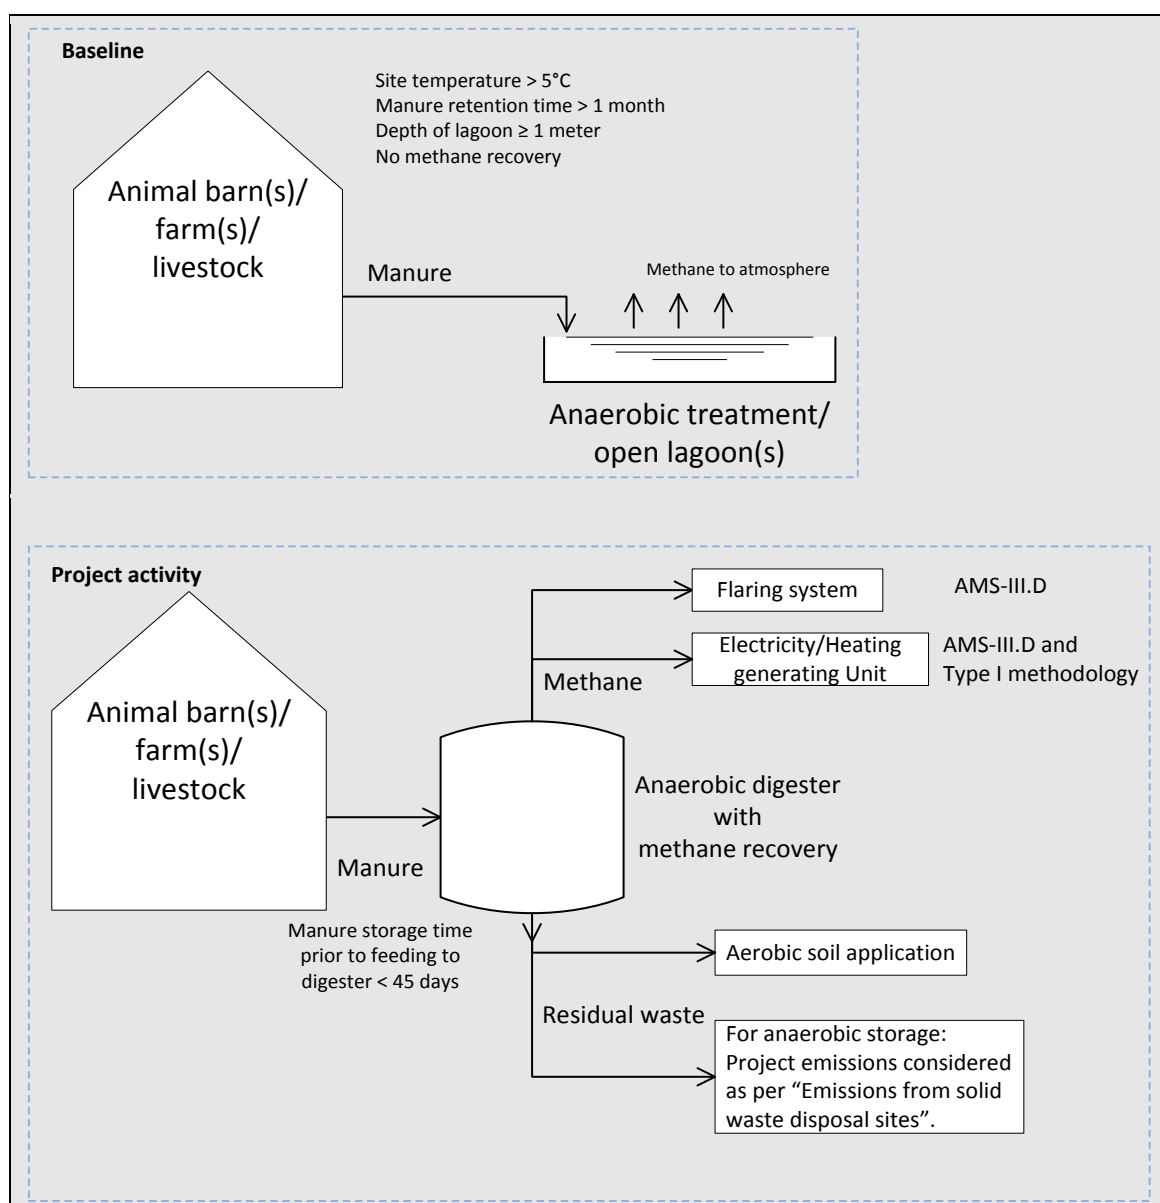 Baseline
Site temperature > 5°C
Manure retention time > 1 month
Depth of lagoon ≥ 1 meter
No methane recovery
Animal barn(s)/
farm(s)/
livestock
Manure
Methane to atmosphere
Anaerobic treatment/
open lagoon(s)
Project activity
Flaring system
AMS-III.D
Electricity/Heating
generating Unit
AMS-III.D and
Type I methodology
Methane
Animal barn(s)/
farm(s)/
livestock
Anaerobic digester
with
methane recovery
Manure
Manure storage time
prior to feeding to
digester < 45 days
Aerobic soil application
Residual waste
For anaerobic storage:
Project emissions considered
as per “Emissions from solid
waste disposal sites”.